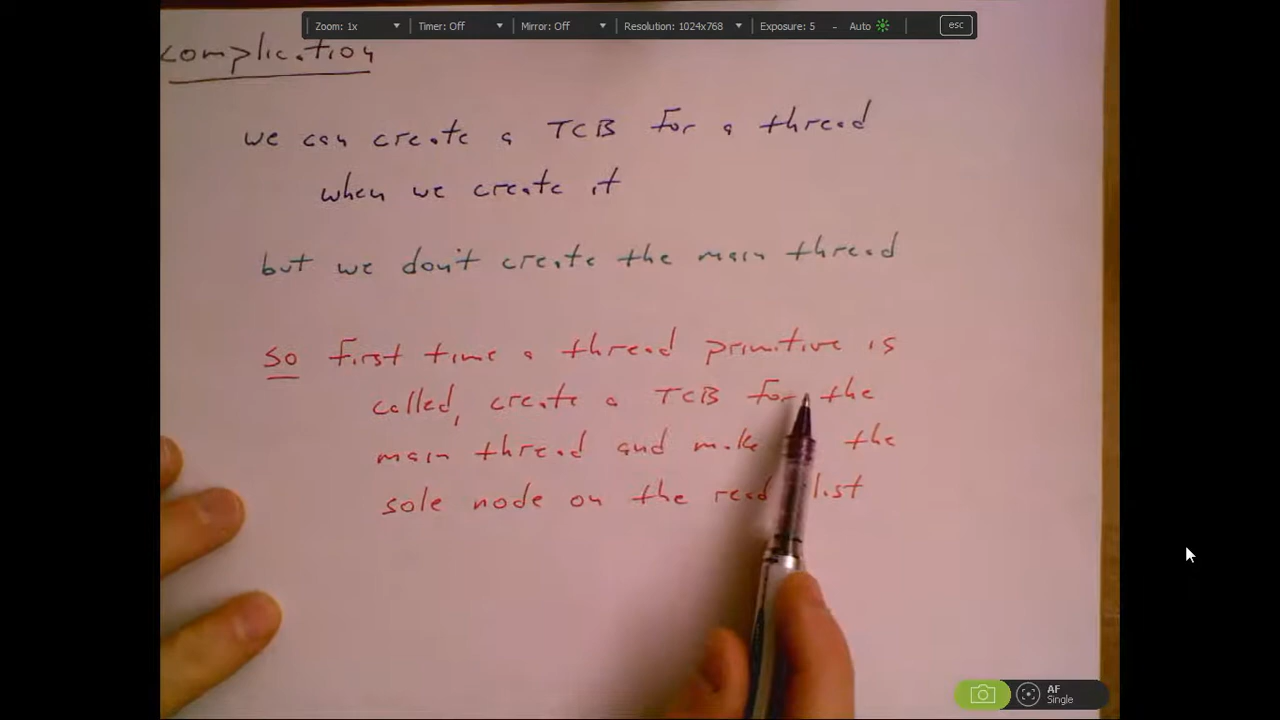 Zoom: 1x Timer: Off Mirror: Off Resolution: 1024x768 Exposure: 5 - Auto esc
Complication
we can create a TCB for a thread
when we create it
but we don't create the main thread
So first time a thread primitive is
called, create a TCB for the
main thread and make the
sole node on the list
AF
Single